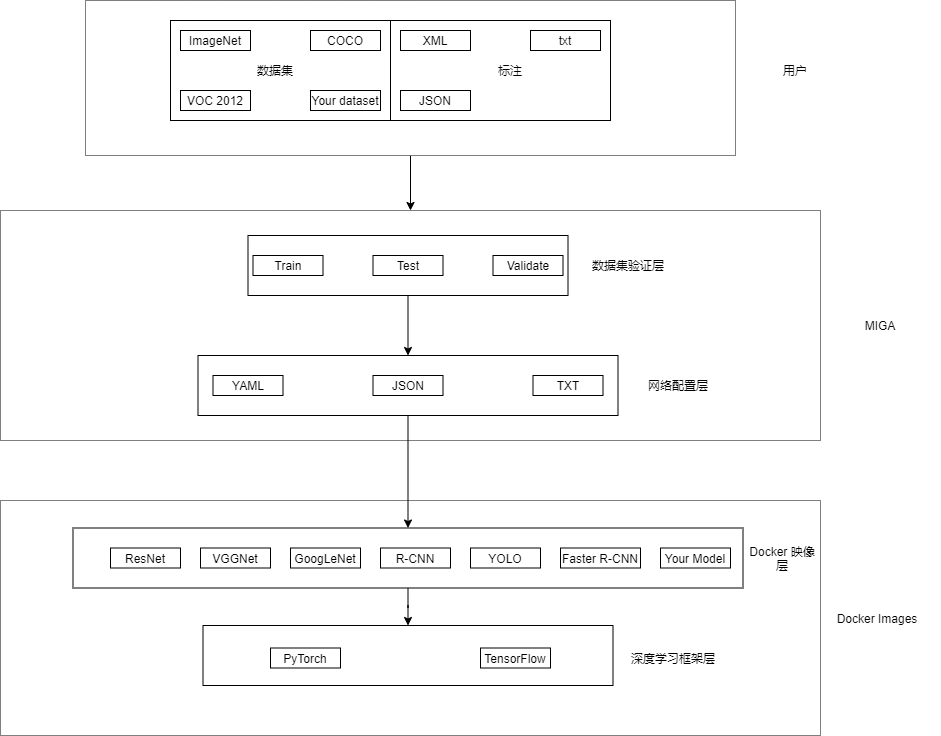 ImageNet
COCO
XML
txt
数据集
标注
用户
VOC 2012
Your dataset
JSON
Train
Test
Validate
数据集验证层
MIGA
YAML
JSON
TXT
网络配置层
ResNet
VGGNet
GoogLeNet
R-CNN
YOLO
Faster R-CNN
Your Model
Docker 映像
层
Docker Images
PyTorch
TensorFlow
深度学习框架层